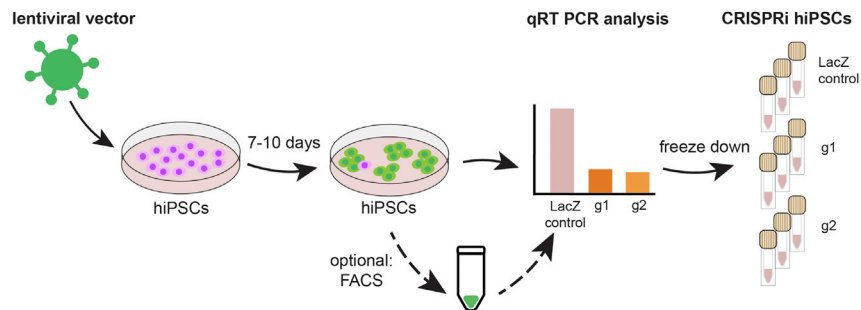 lentiviral vector
qRT PCR analysis
CRISPRi hiPSCs
7-10 days
hiPSCs
hiPSCs
optional:
FACS
LacZ
control
g1
g2
freeze down
LacZ
control
g1
g2